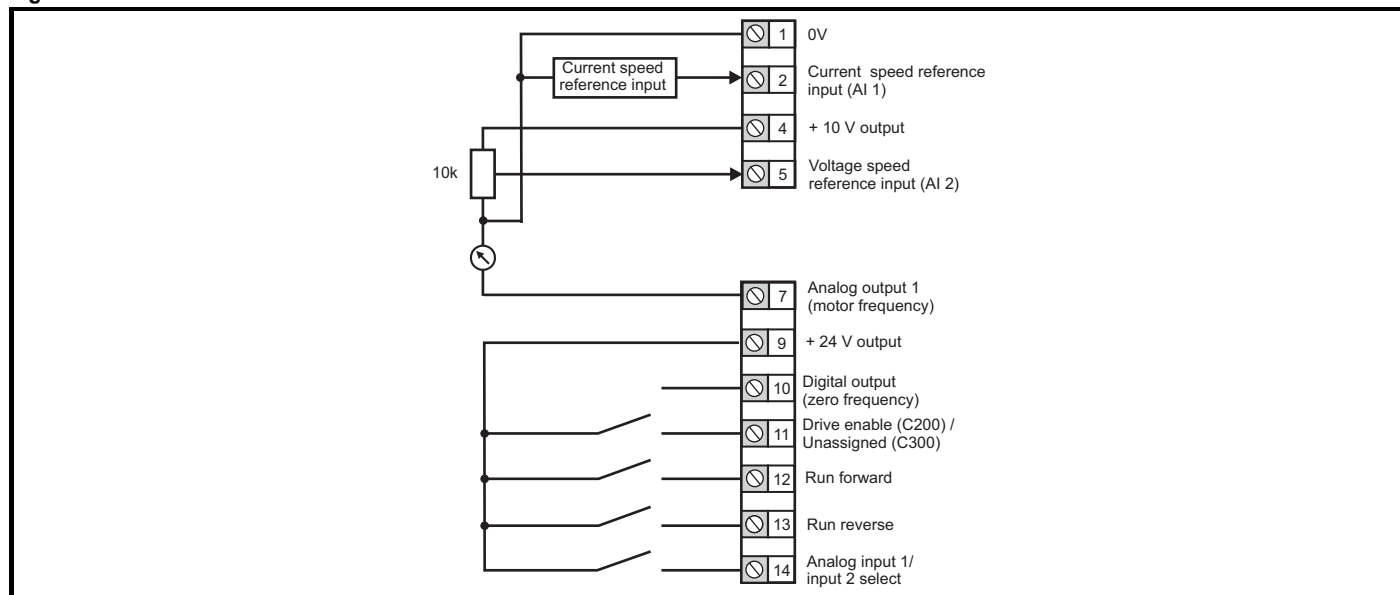 1 0V
Current speed
reference input
2 Current speed reference
input (AI 1)
4 + 10 V output
10k
5 Voltage speed
reference input (AI 2)
7 Analog output 1
(motor frequency)
9 + 24 V output
10 Digital output
(zero frequency)
11 Drive enable (C200) /
Unassigned (C300)
12 Run forward
13 Run reverse
14 Analog input 1/
input 2 select